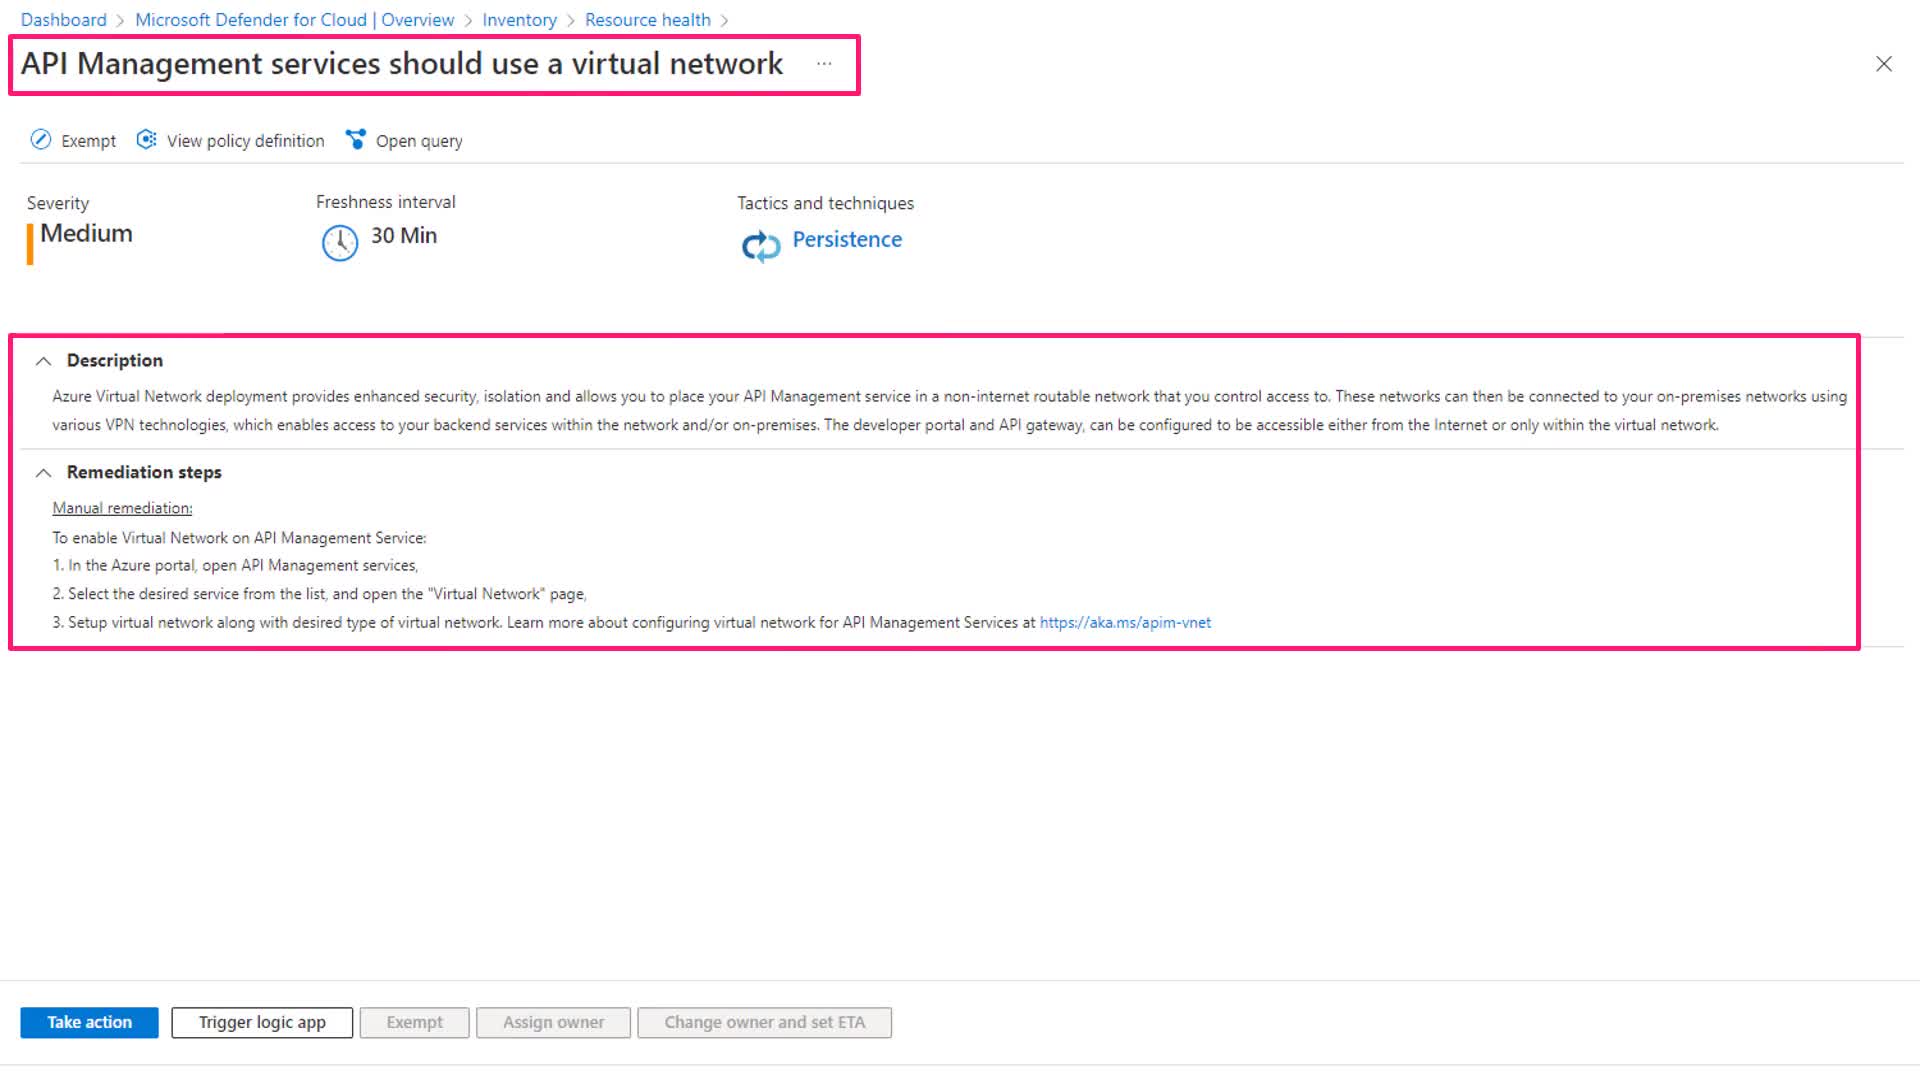 Dashboard > Microsoft Defender for Cloud | Overview > Inventory > Resource health >
API Management services should use a virtual network ...
Exempt View policy definition Open query
Severity Freshness interval Tactics and techniques
Medium 30 Min Persistence
Description
Azure Virtual Network deployment provides enhanced security, isolation and allows you to place your API Management service in a non-internet routable network that you control access to. These networks can then be connected to your on-premises networks using
various VPN technologies, which enables access to your backend services within the network and/or on-premises. The developer portal and API gateway, can be configured to be accessible either from the Internet or only within the virtual network.
Remediation steps
Manual remediation:
To enable Virtual Network on API Management Service:
1. In the Azure portal, open API Management services,
2. Select the desired service from the list, and open the "Virtual Network" page,
3. Setup virtual network along with desired type of virtual network. Learn more about configuring virtual network for API Management Services at https://aka.ms/apim-vnet
Take action Trigger logic app Exempt Assign owner Change owner and set ETA